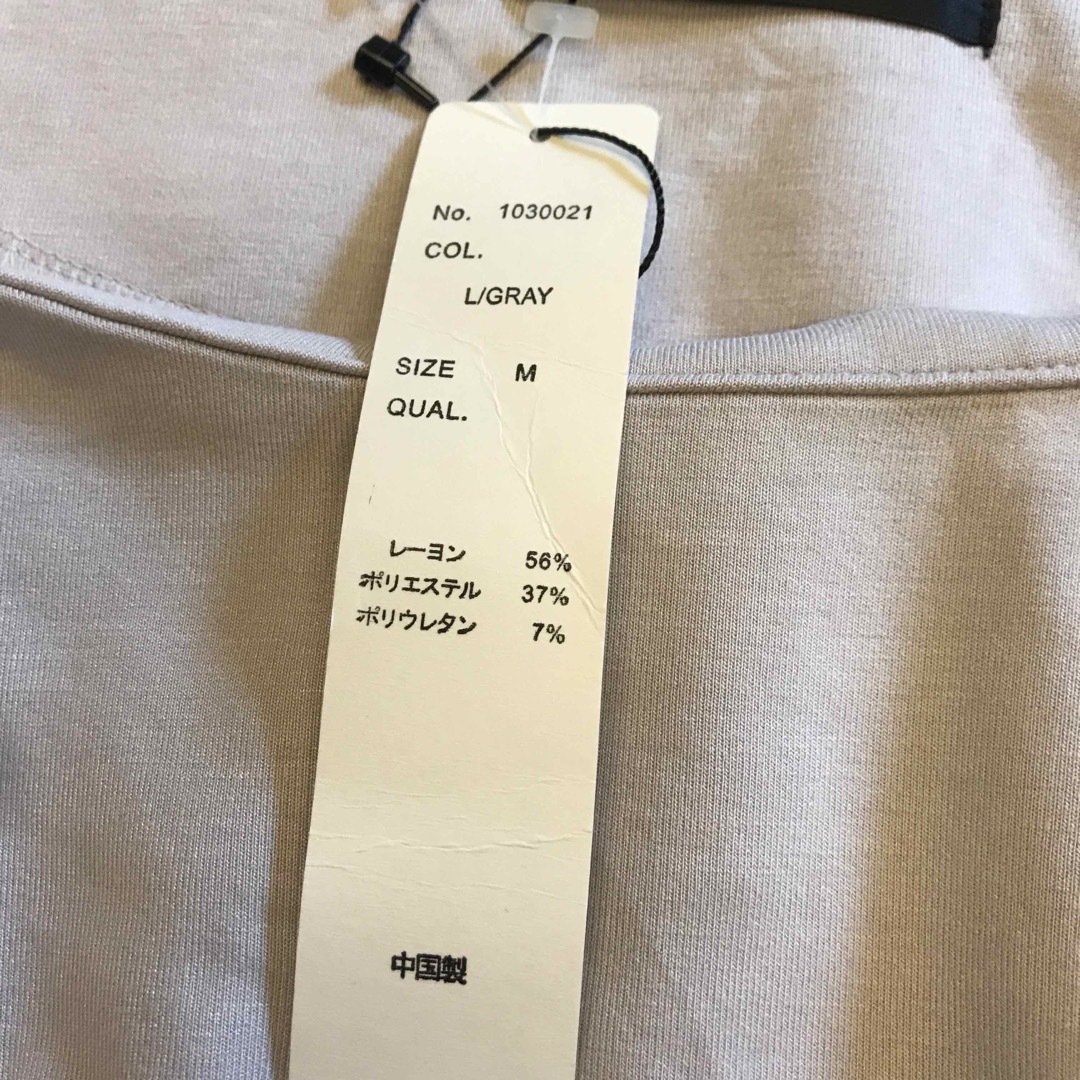 No. 1030021
COL.
L/GRAY
SIZE M
QUAL.
レーヨン 56%
ポリエステル 37%
ポリウレタン 7%
中国製